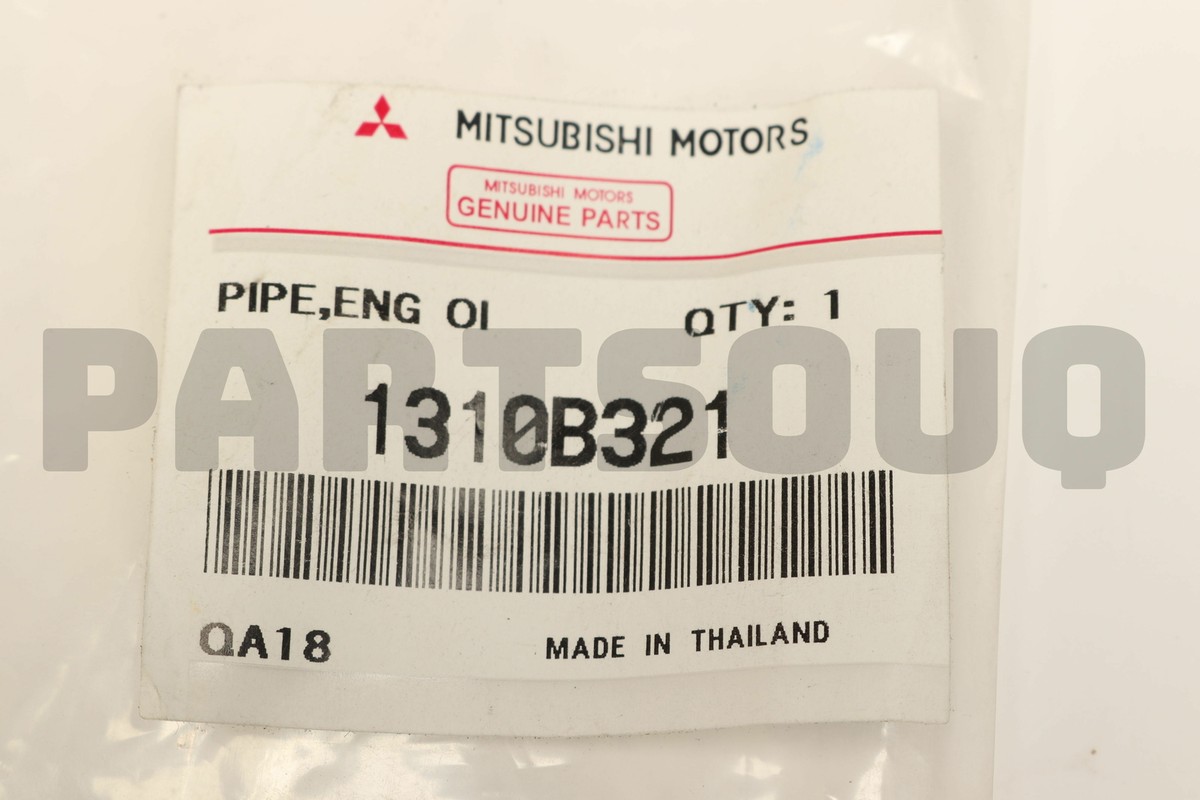 MITSUBISHI MOTORS
MITSUBISHI MOTORS
GENUINE PARTS
PIPE,ENG OI QTY: 1
PARTSOUQ
1310B321
QA18 MADE IN THAILAND